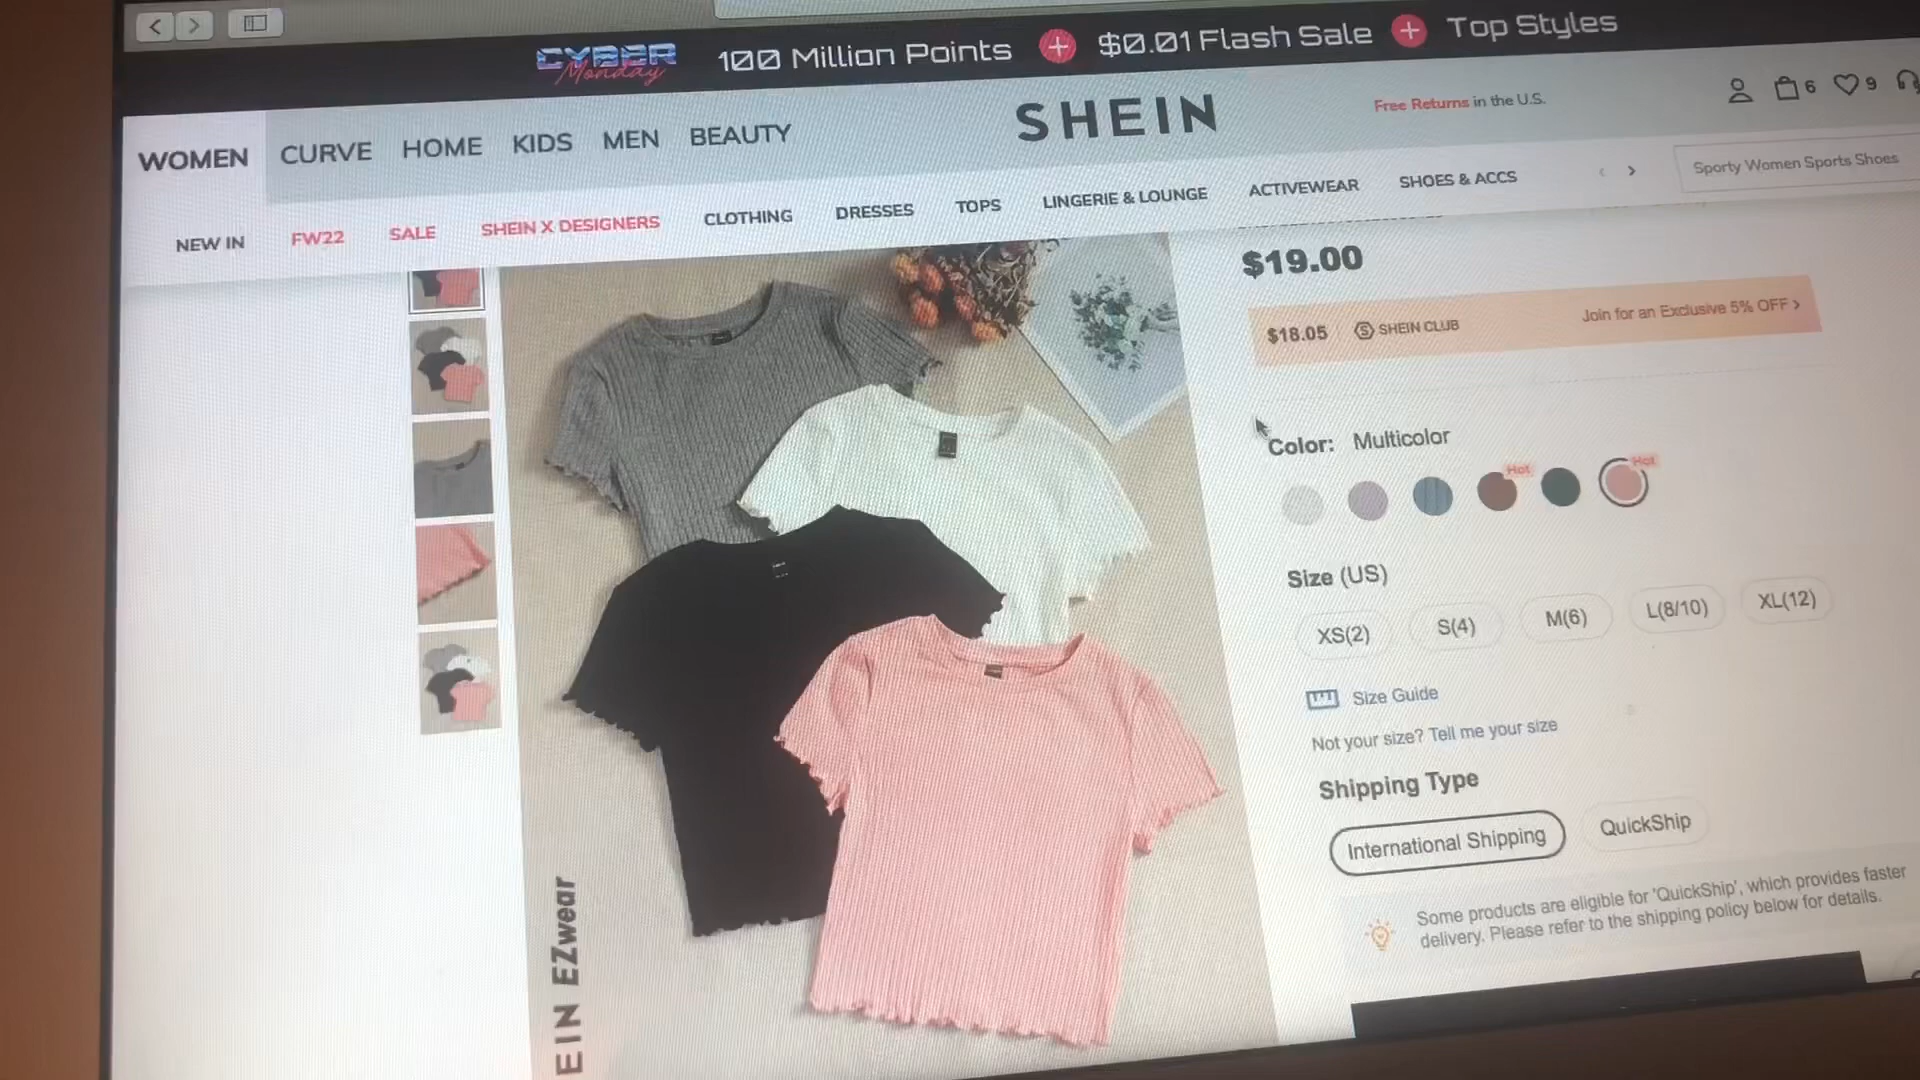 CYBER Monday 100 Million Points $0.01 Flash Sale Top Styles
WOMEN CURVE HOME KIDS MEN BEAUTY SHEIN Free Returns in the U.S. 6 9
NEW IN FW22 SALE SHEIN X DESIGNERS CLOTHING DRESSES TOPS LINGERIE & LOUNGE ACTIVEWEAR SHOES & ACCS Sporty Women Sports Shoes
$19.00
$18.05 S SHEIN CLUB Join for an Exclusive 5% OFF >
Color: Multicolor
Hot Hot
Size (US)
XS(2) S(4) M(6) L(8/10) XL(12)
Size Guide
Not your size? Tell me your size
Shipping Type
International Shipping QuickShip
Some products are eligible for 'QuickShip', which provides faster
delivery. Please refer to the shipping policy below for details.
EIN EZwear